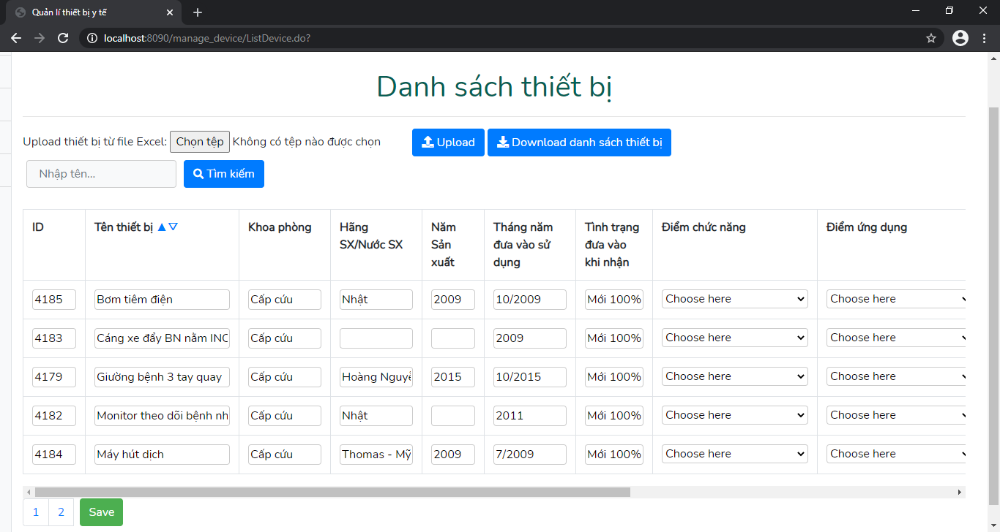 Quản lí thiết bị y tế
localhost:8090/manage_device/ListDevice.do?
Danh sách thiết bị
Upload thiết bị từ file Excel: Chọn tệp Không có tệp nào được chọn Upload Download danh sách thiết bị
Nhập tên... Tìm kiếm
ID Tên thiết bị ▲▽ Khoa phòng Hãng SX/Nước SX Năm Sản xuất Tháng năm đưa vào sử dụng Tình trạng đưa vào khi nhận Điểm chức năng Điểm ứng dụng
4185 Bơm tiêm điện Cấp cứu Nhật 2009 10/2009 Mới 100% Choose here Choose here
4183 Cáng xe đẩy BN nằm INO Cấp cứu 2009 Mới 100% Choose here Choose here
4179 Giường bệnh 3 tay quay Cấp cứu Hoàng Nguyễ 2015 10/2015 Mới 100% Choose here Choose here
4182 Monitor theo dõi bệnh nh Cấp cứu Nhật 2011 Mới 100% Choose here Choose here
4184 Máy hút dịch Cấp cứu Thomas - Mỹ 2009 7/2009 Mới 100% Choose here Choose here
1 2 Save